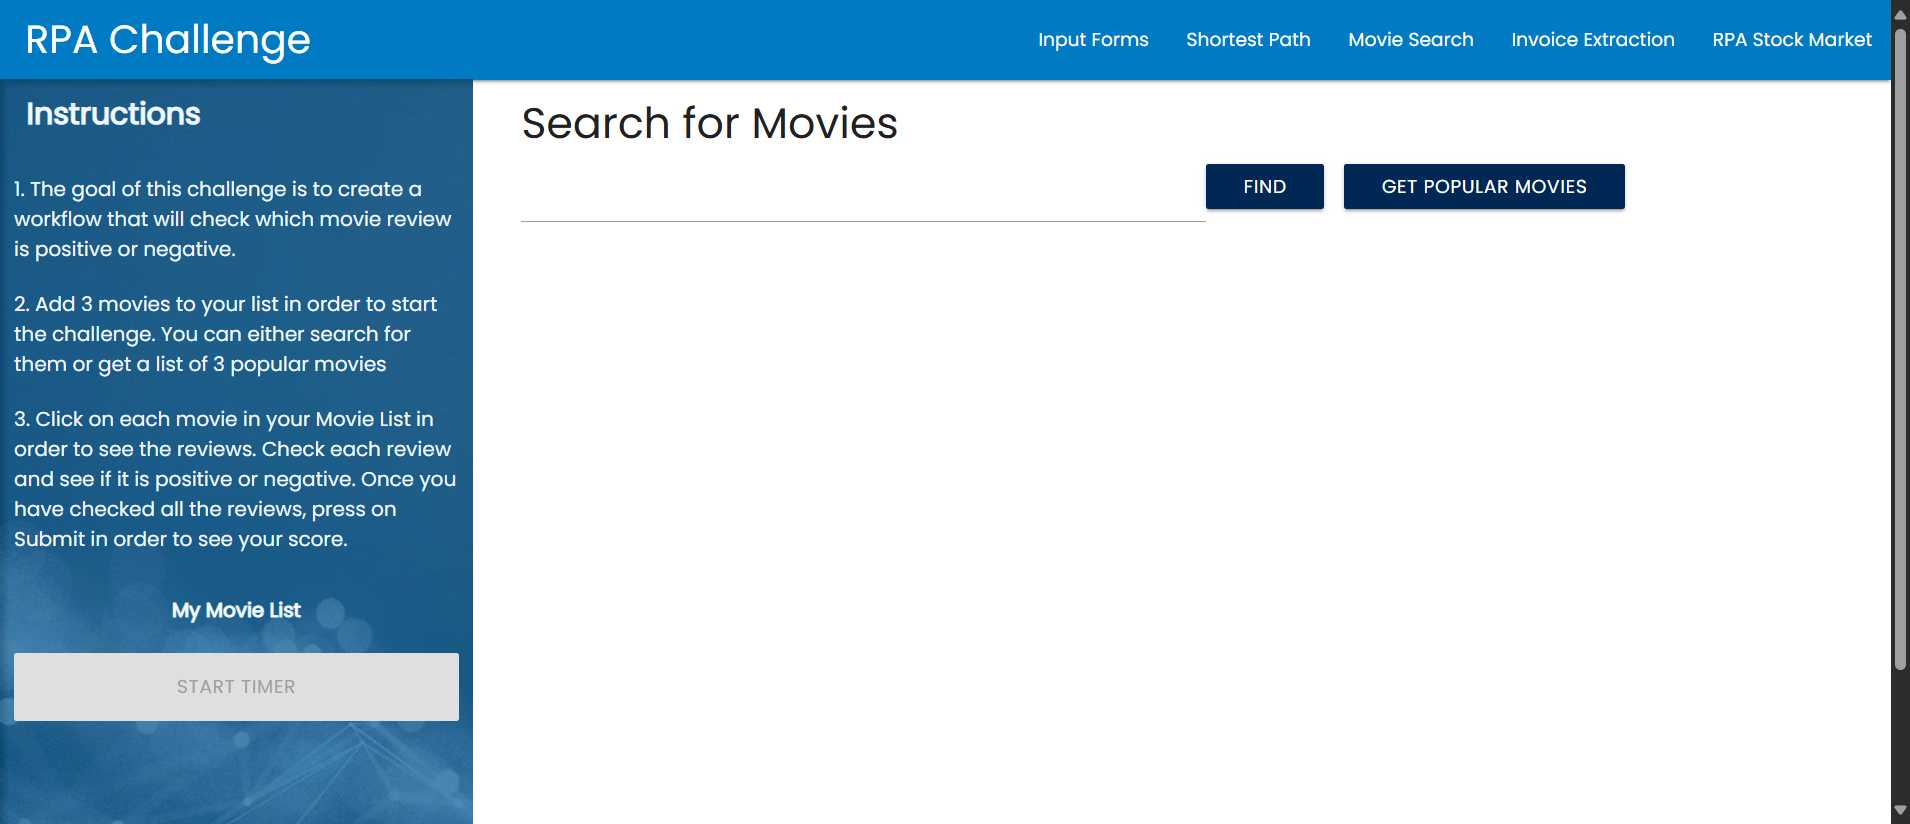 RPA Challenge
Input Forms
Shortest Path
Movie Search
Invoice Extraction
RPA Stock Market
Instructions
1. The goal of this challenge is to create a
workflow that will check which movie review
is positive or negative.
2. Add 3 movies to your list in order to start
the challenge. You can either search for
them or get a list of 3 popular movies
3. Click on each movie in your Movie List in
order to see the reviews. Check each review
and see if it is positive or negative. Once you
have checked all the reviews, press on
Submit in order to see your score.
My Movie List
START TIMER
Search for Movies
FIND
GET POPULAR MOVIES